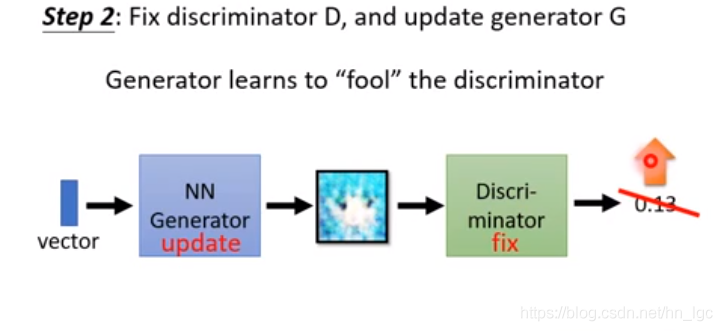 Step 2: Fix discriminator D, and update generator G
Generator learns to “fool” the discriminator
NN
Generator
update
vector
Discri-
minator
fix
0.13
https://blog.csdn.net/hn_lgc